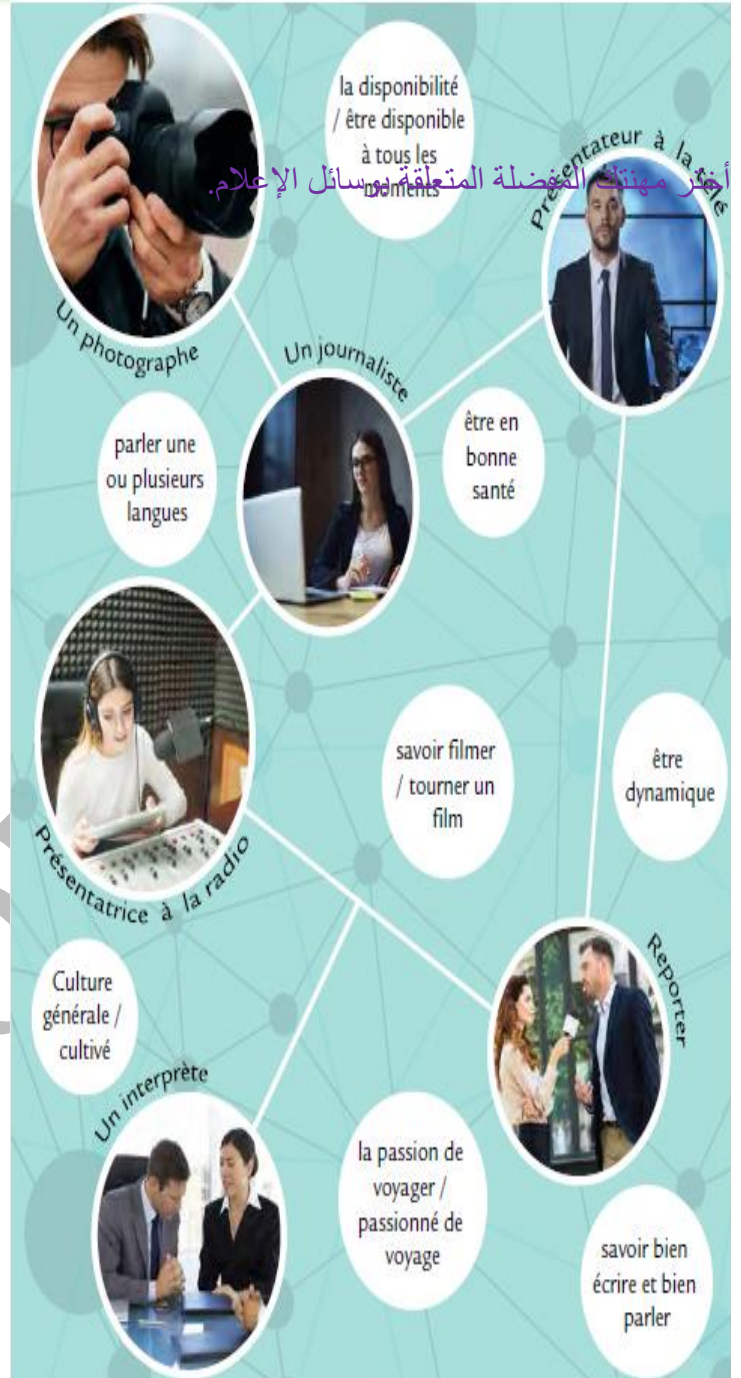 la disponibilité
/ être disponible
à tous les
moments
أختر مهنتك المفضلة المتعلقة بوسائل الإعلام.
Présentateur à la télé
Un photographe
Un journaliste
être en
bonne
santé
parler une
ou plusieurs
langues
savoir filmer
/ tourner un
film
être
dynamique
Présentatrice à la radio
Reporter
Culture
générale /
cultivé
Un interprète
la passion de
voyager /
passionné de
voyage
savoir bien
écrire et bien
parler